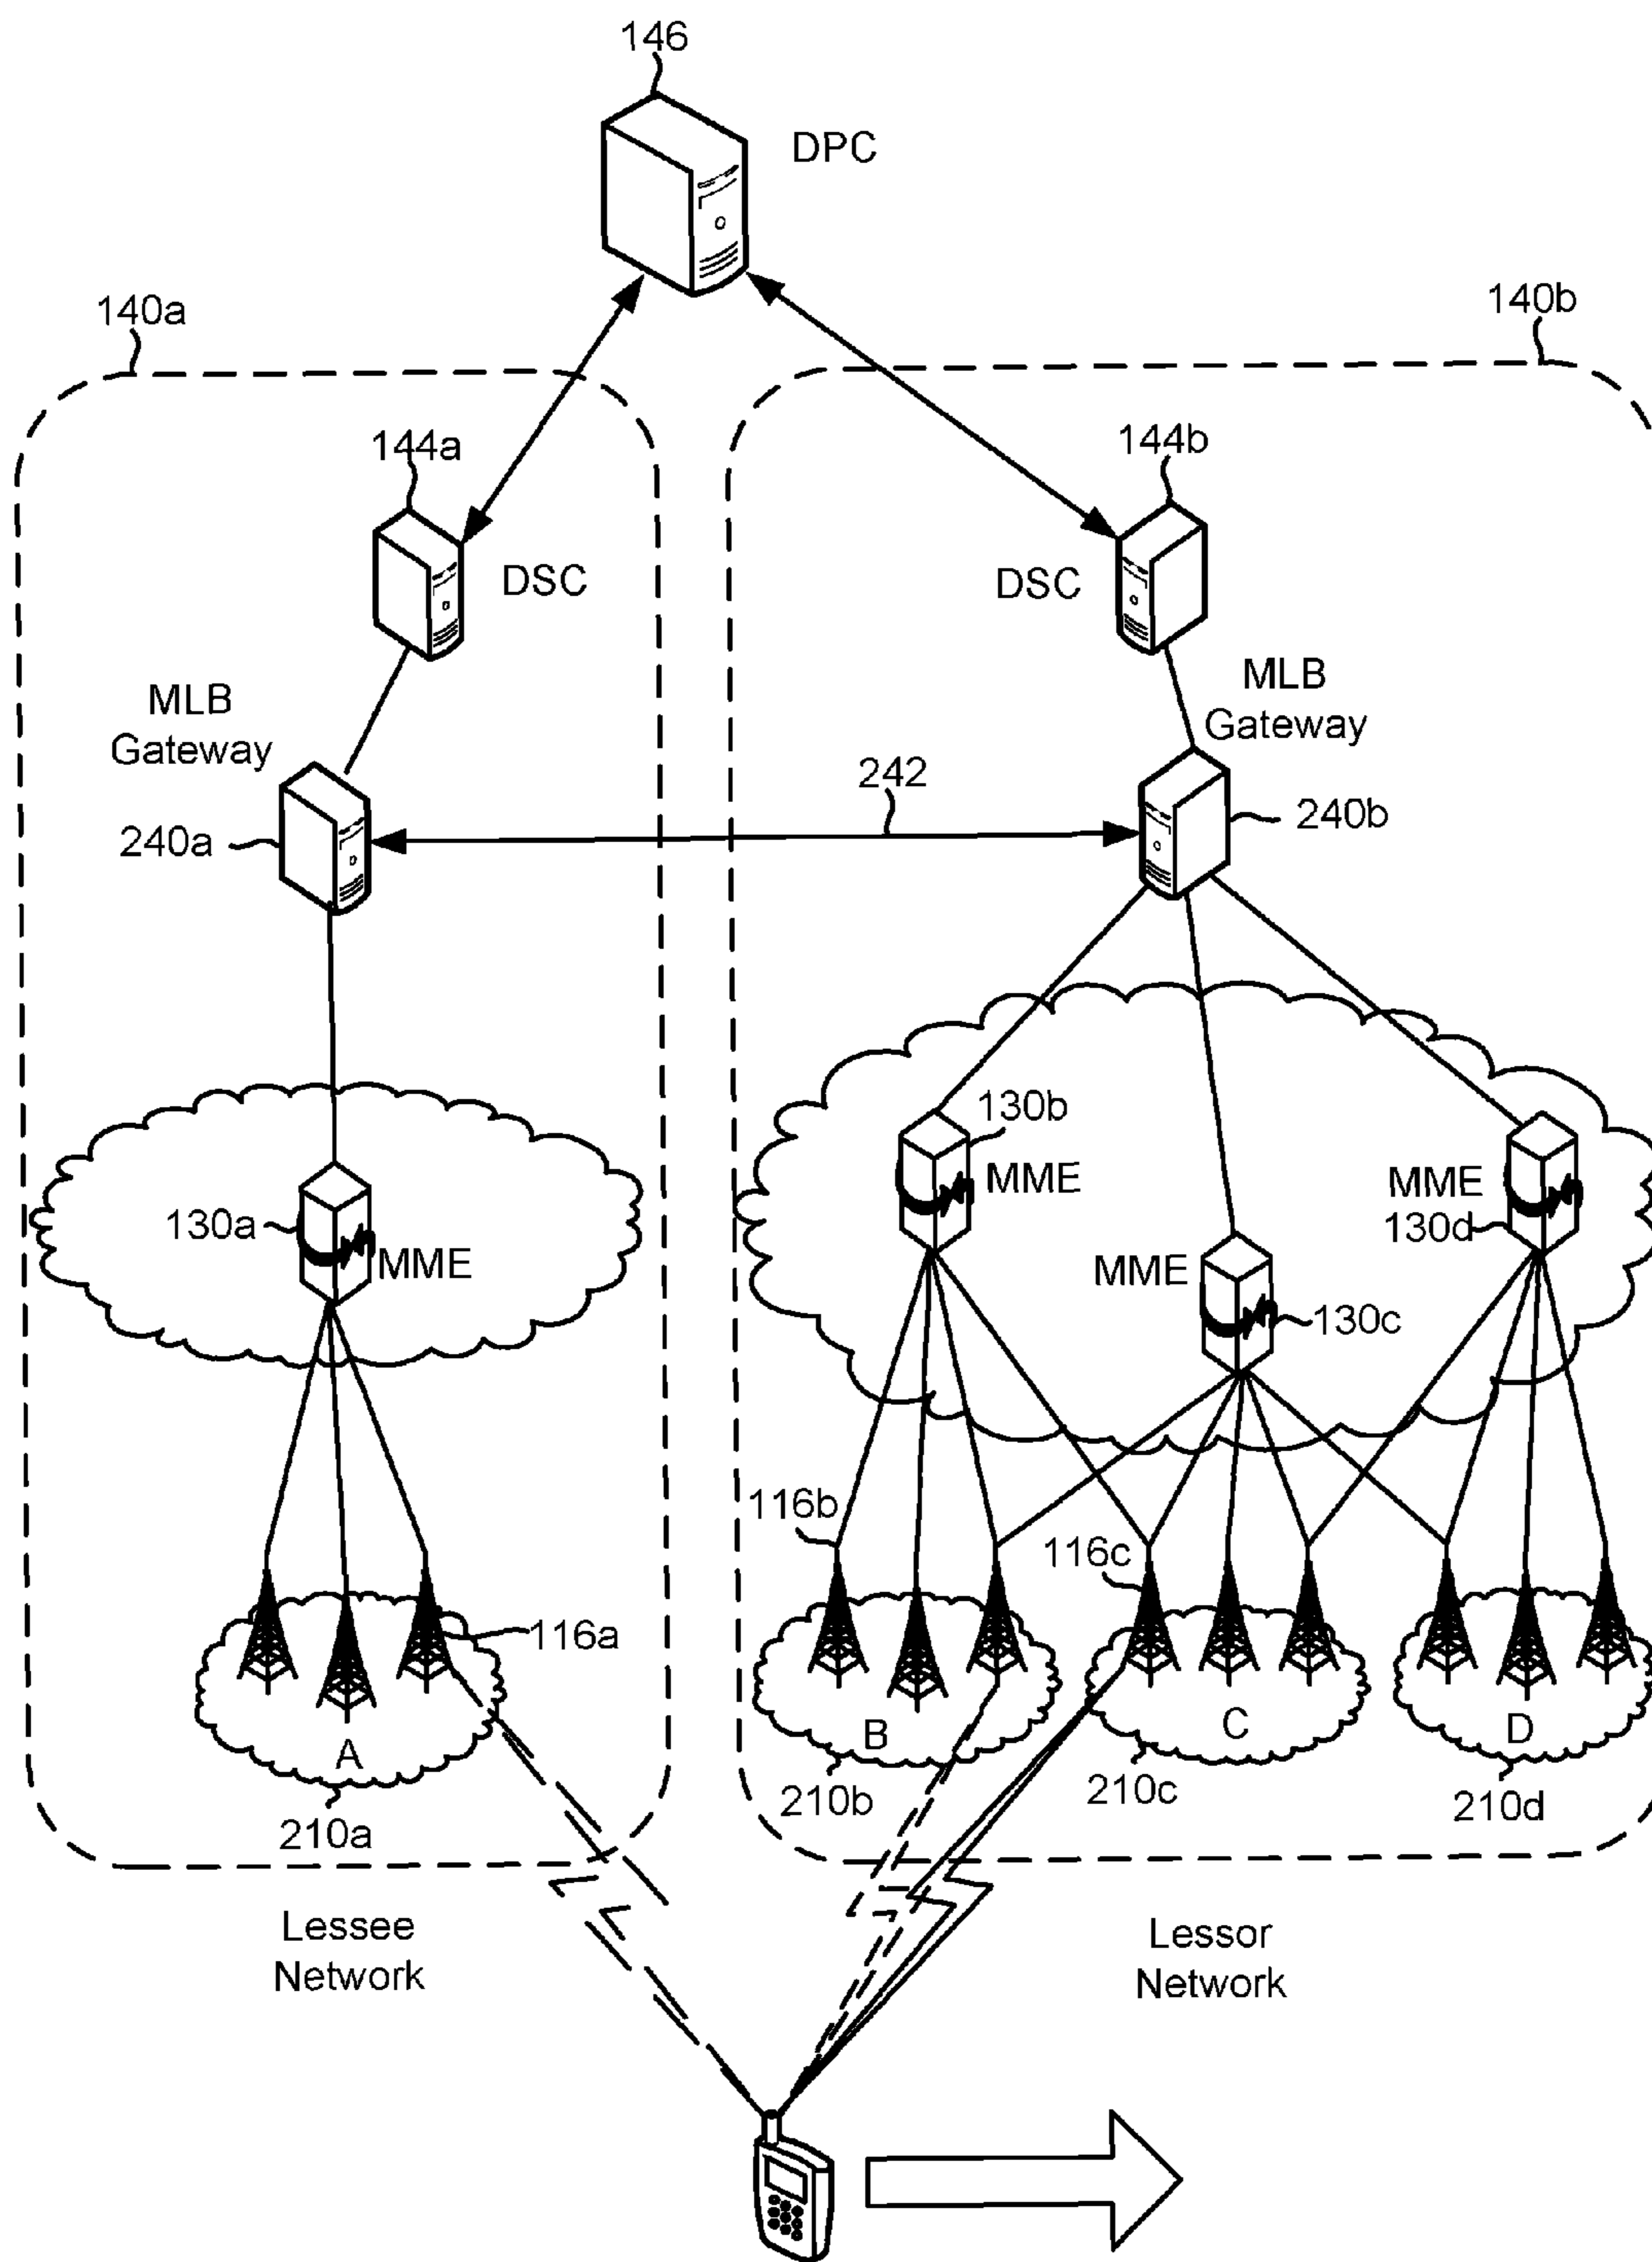 146
DPC
140a
140b
144a
144b
DSC
DSC
MLB
Gateway
MLB
Gateway
242
240a
240b
130b
MME
MME
130d
130a
MME
MME
130c
116b
116c
116a
A
B
C
D
210a
210b
210c
210d
Lessee
Network
Lessor
Network